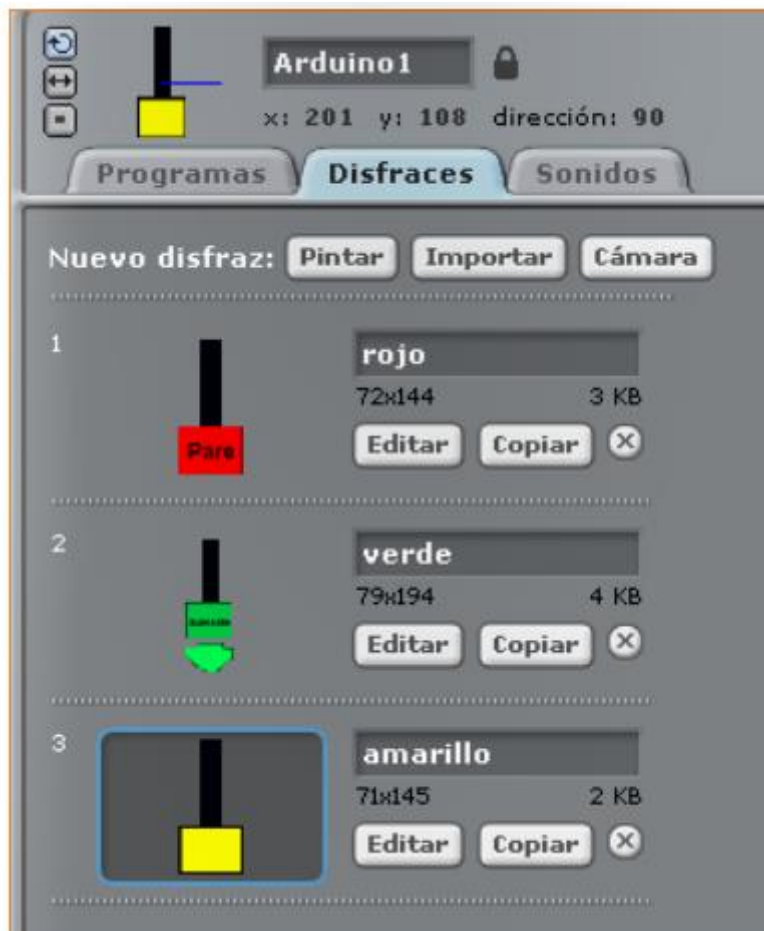 Arduino1
x: 201 y: 108 dirección: 90
Programas Disfraces Sonidos
Nuevo disfraz: Pintar Importar Cámara
1
rojo
72x144 3 KB
Pare
Editar Copiar
2
verde
79x194 4 KB
Editar Copiar
3
amarillo
71x145 2 KB
Editar Copiar